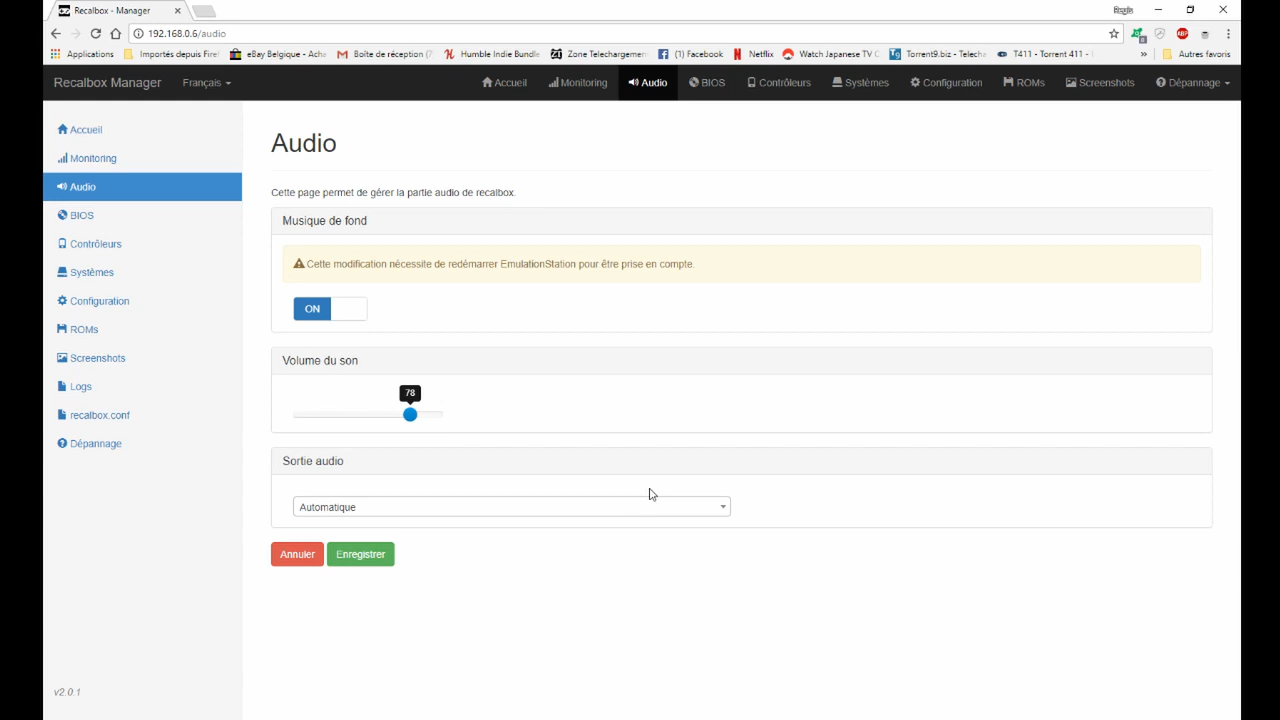 Recalbox - Manager
Regis
192.168.0.6/audio
Applications
Importés depuis Firef
eBay Belgique - Acha
Boîte de réception (7
Humble Indie Bundle
Zone Telechargemen
(1) Facebook
Netflix
Watch Japanese TV C
Torrent9.biz - Telecha
T411 - Torrent 411 -
»
Autres favoris
Recalbox Manager
Français
Accueil
Monitoring
Audio
BIOS
Contrôleurs
Systèmes
Configuration
ROMs
Screenshots
Dépannage
Accueil
Monitoring
Audio
BIOS
Contrôleurs
Systèmes
Configuration
ROMs
Screenshots
Logs
recalbox.conf
Dépannage
v2.0.1
Audio
Cette page permet de gérer la partie audio de recalbox.
Musique de fond
Cette modification nécessite de redémarrer EmulationStation pour être prise en compte.
ON
Volume du son
78
Sortie audio
Automatique
Annuler
Enregistrer